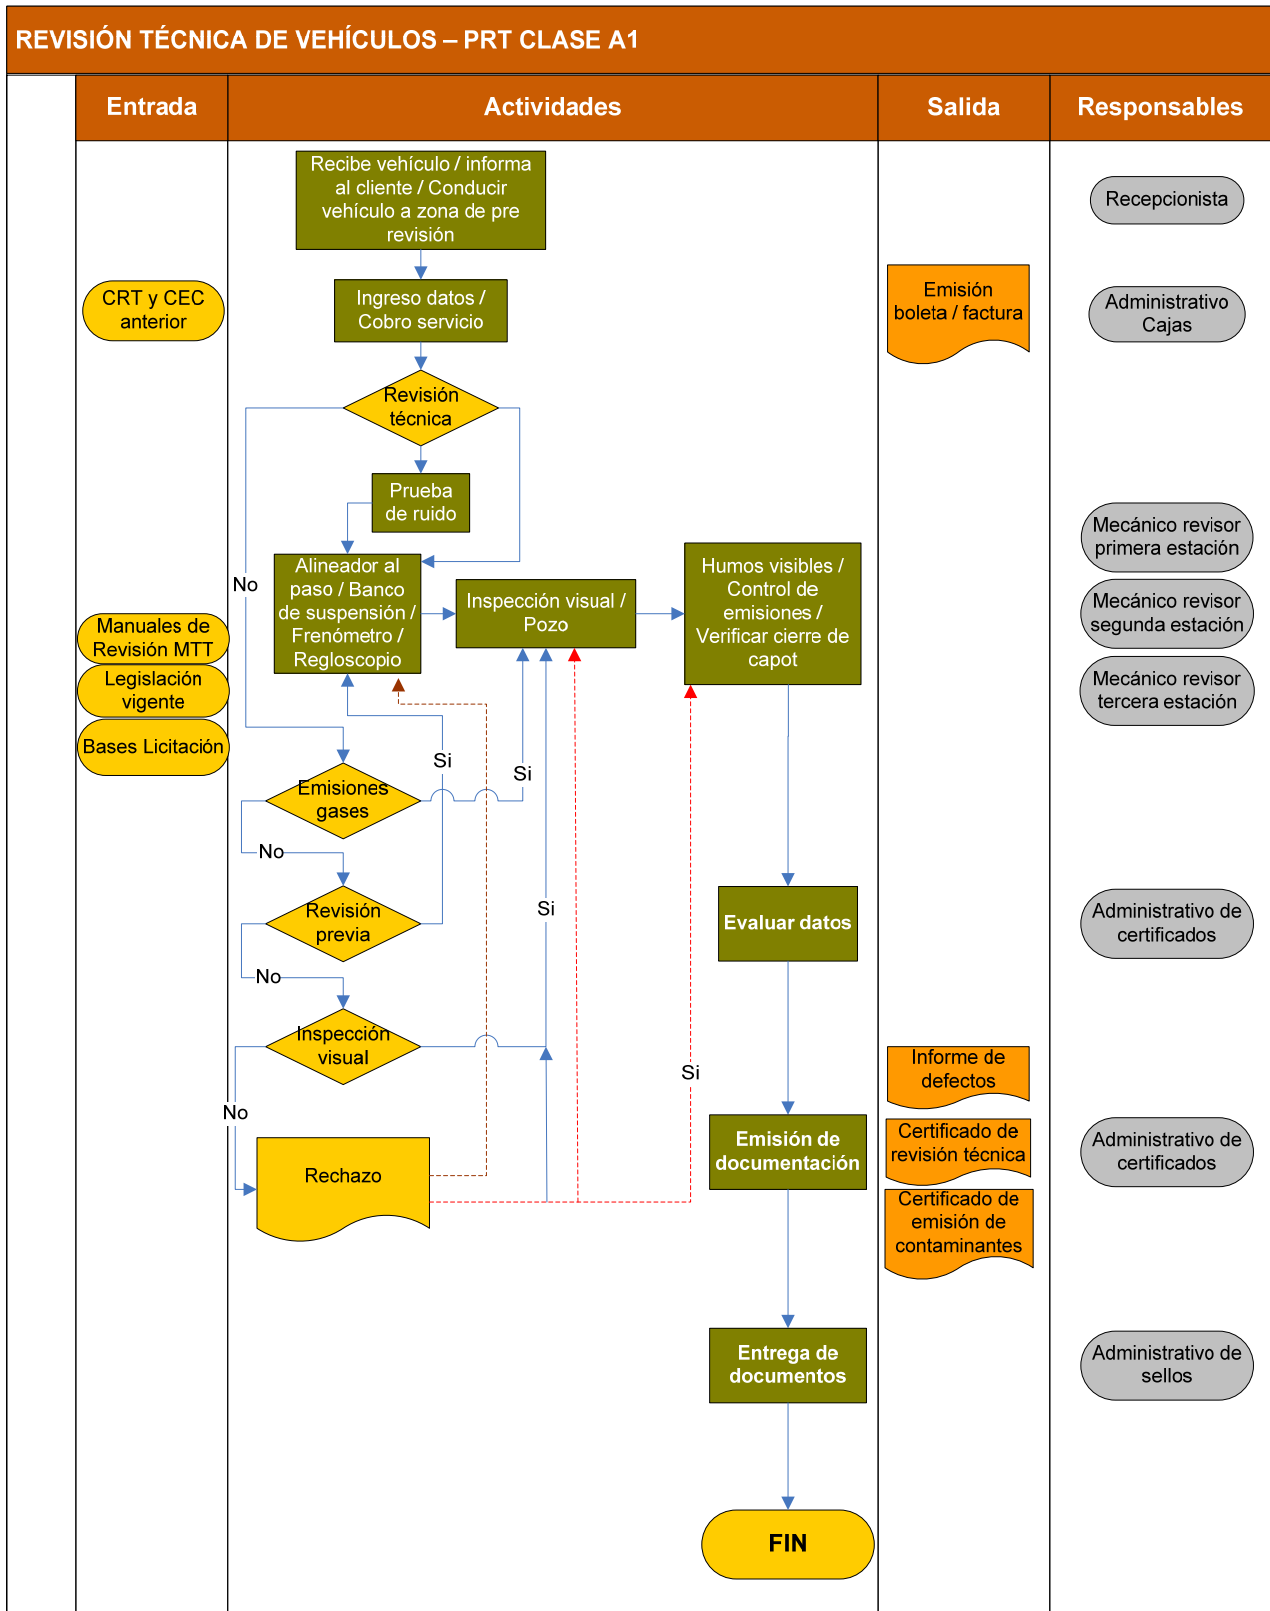 REVISIÓN TÉCNICA DE VEHÍCULOS – PRT CLASE A1
Entrada
Actividades
Salida
Responsables
Recibe vehículo / informa
al cliente / Conducir
vehículo a zona de pre
revisión
Recepcionista
CRT y CEC
anterior
Ingreso datos /
Cobro servicio
Emisión
boleta / factura
Administrativo
Cajas
Revisión
técnica
Prueba
de ruido
No
Alineador al
paso / Banco
de suspensión /
Frenómetro /
Regloscopio
Inspección visual /
Pozo
Humos visibles /
Control de
emisiones /
Verificar cierre de
capot
Mecánico revisor
primera estación
Mecánico revisor
segunda estación
Mecánico revisor
tercera estación
Manuales de
Revisión MTT
Legislación
vigente
Bases Licitación
Si
Si
Emisiones
gases
No
Revisión
previa
Si
Evaluar datos
Administrativo de
certificados
No
Inspección
visual
Si
No
Informe de
defectos
Rechazo
Emisión de
documentación
Certificado de
revisión técnica
Administrativo de
certificados
Certificado de
emisión de
contaminantes
Entrega de
documentos
Administrativo de
sellos
FIN